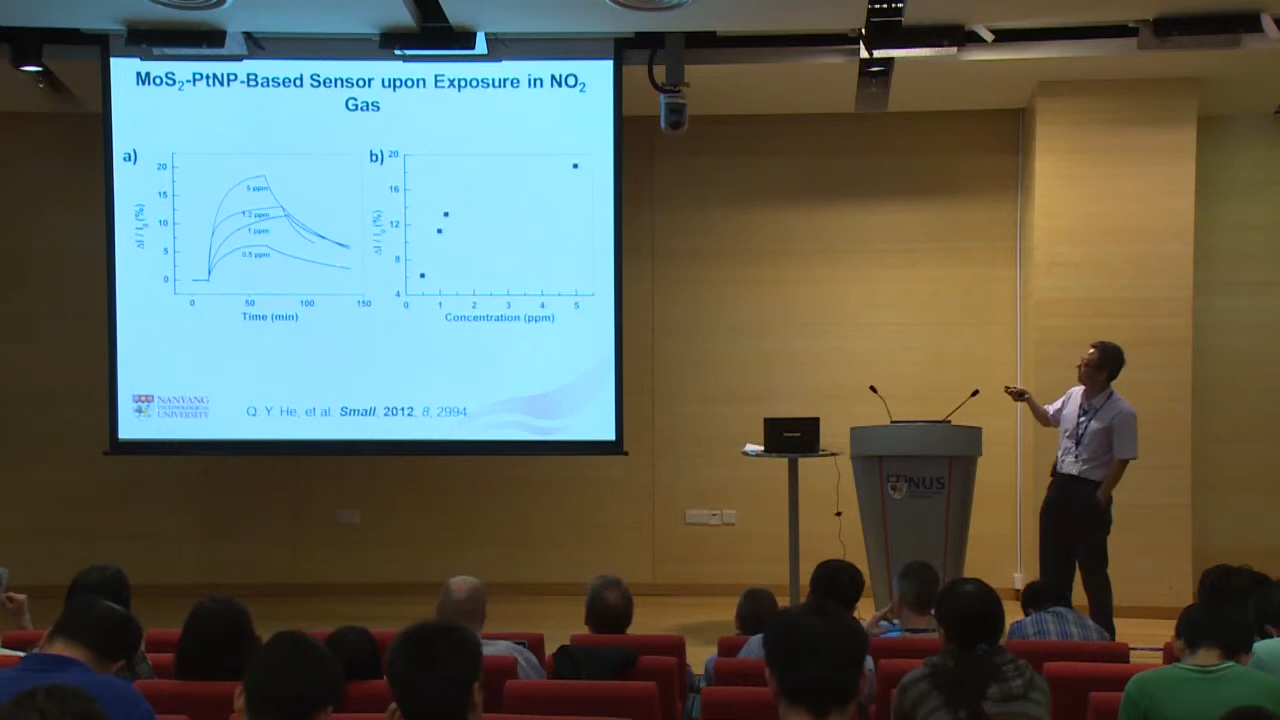 MoS2-PtNP-Based Sensor upon Exposure in NO2
Gas
a)
20
15
10
5
0
ΔI / I0 (%)
5 ppm
1.2 ppm
1 ppm
0.5 ppm
0 50 100 150
Time (min)
b)
20
16
12
8
4
ΔI / I0 (%)
0 1 2 3 4 5
Concentration (ppm)
NANYANG
TECHNOLOGICAL
UNIVERSITY
Q. Y. He, et al. Small, 2012, 8, 2994.
NUS